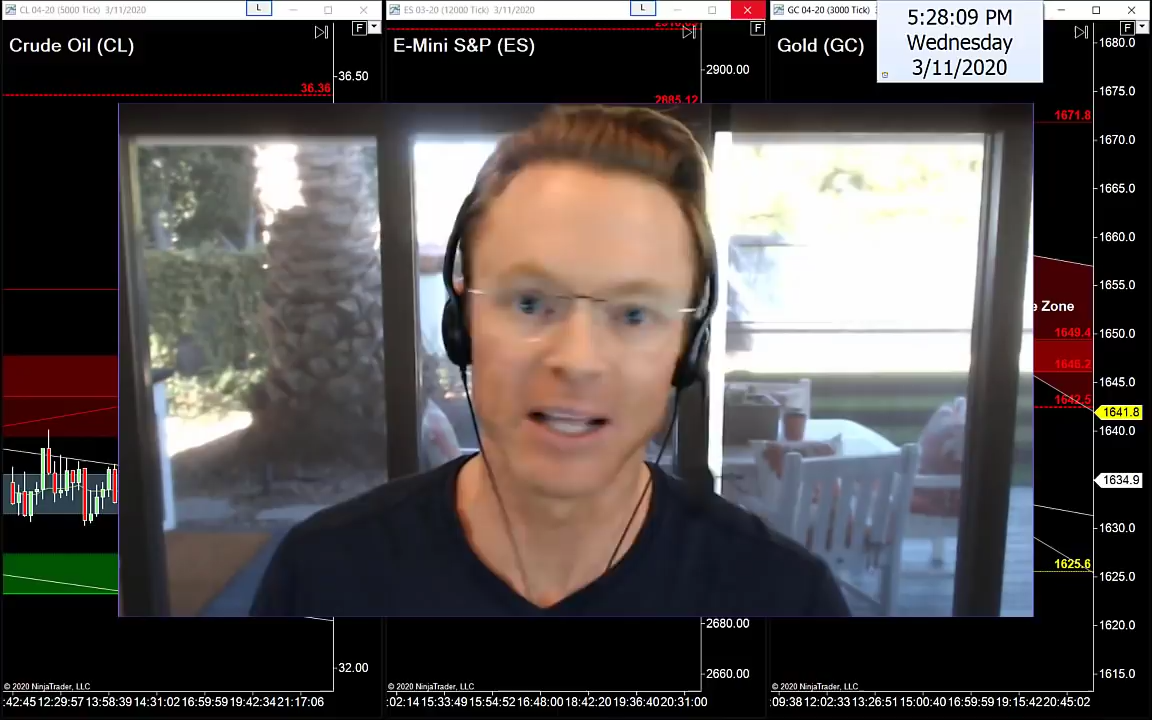 CL 04-20 (5000 Tick) 3/11/2020
L
F
Crude Oil (CL)
36.50
36.36
32.00
© 2020 NinjaTrader, LLC
:42:45 12:29:57 13:58:39 14:31:02 16:59:59 19:42:34 21:17:06
ES 03-20 (12000 Tick) 3/11/2020
L
F
E-Mini S&P (ES)
2900.00
2885.12
2680.00
2660.00
© 2020 NinjaTrader, LLC
:02:14 15:33:49 15:54:52 16:48:00 18:42:20 19:36:40 20:31:00
GC 04-20 (3000 Tick)
F
Gold (GC)
5:28:09 PM
Wednesday
3/11/2020
1680.0
1675.0
1671.8
1670.0
1665.0
1660.0
1655.0
e Zone
1650.0
1649.4
1646.2
1645.0
1642.5
1641.8
1640.0
1634.9
1630.0
1625.6
1625.0
1620.0
1615.0
© 2020 NinjaTrader, LLC
:09:38 12:02:33 13:26:51 14:07:00 16:59:59 19:15:42 20:45:02